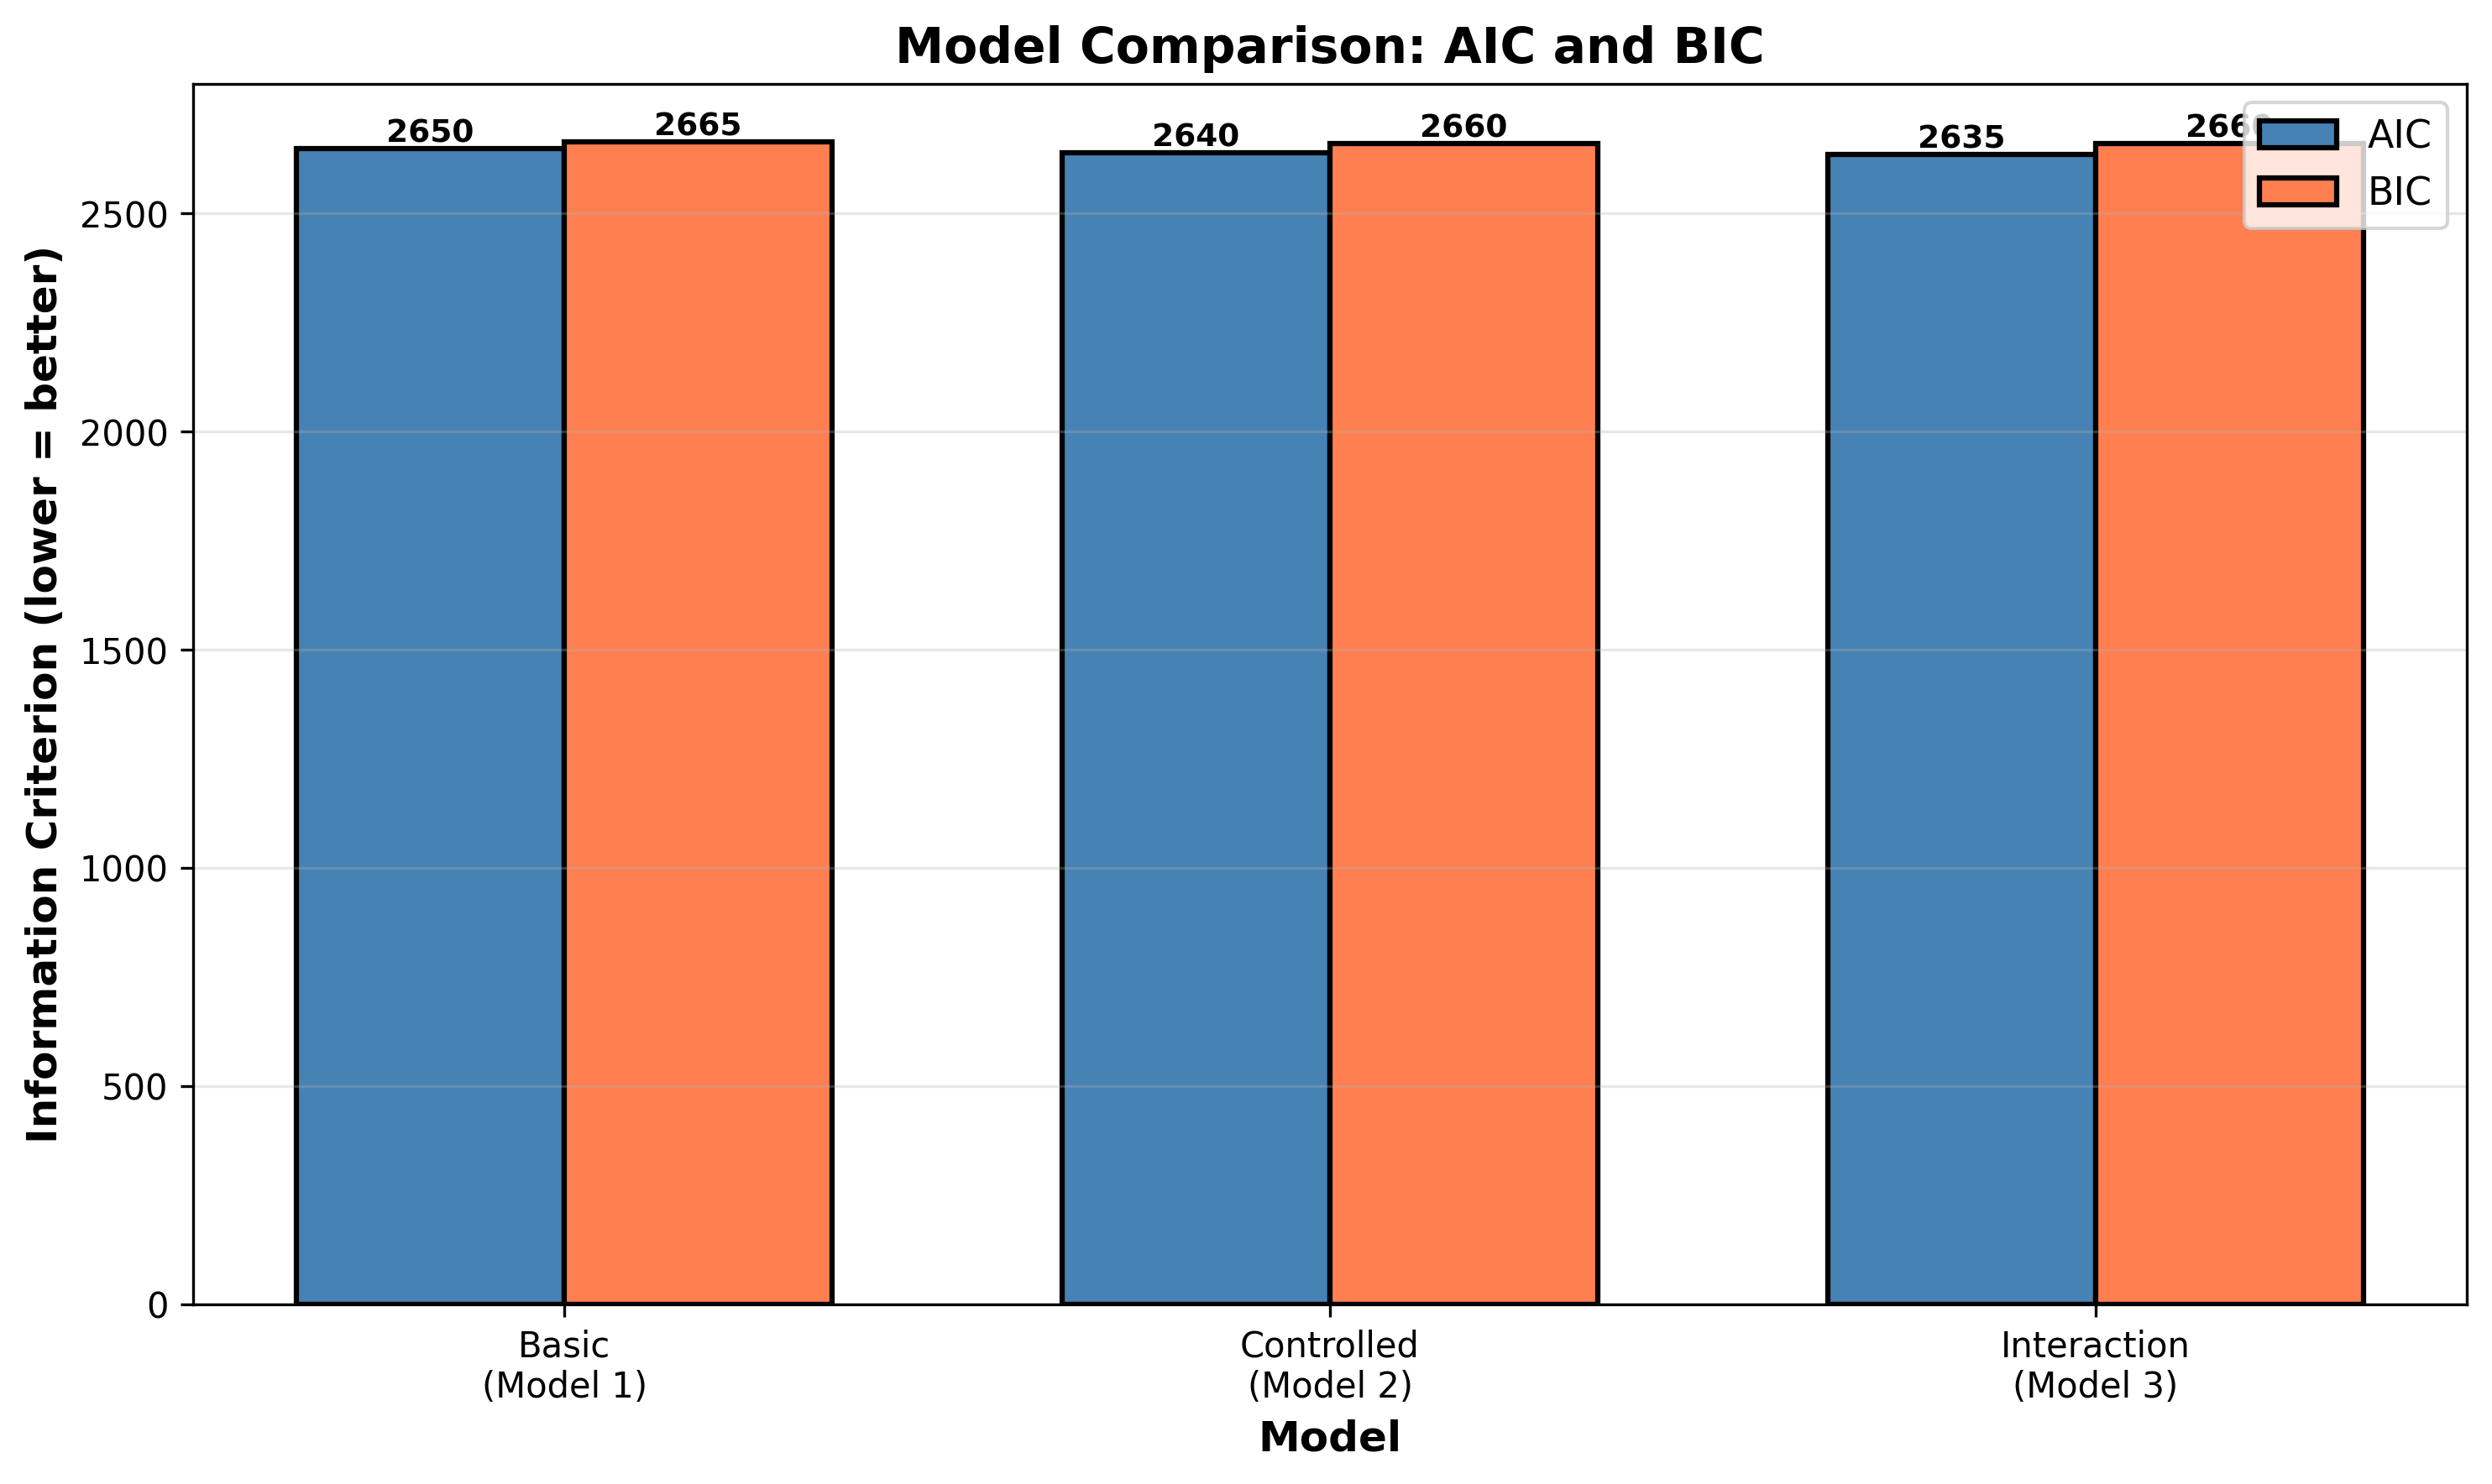 Model Comparison: AIC and BIC
2650
2665
2640
2660
2635
AIC
BIC
Information Criterion (lower = better)
2500
2000
1500
1000
500
0
Basic
(Model 1)
Controlled
(Model 2)
Interaction
(Model 3)
Model